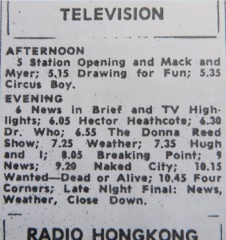 TELEVISION
AFTERNOON
5 Station Opening and Mack and
Myer; 5.15 Drawing for Fun; 5.35
Circus Boy.
EVENING
6 News in Brief and TV High-
lights; 6.05 Hector Heathcote; 6.30
Dr. Who; 6.55 The Donna Reed
Show; 7.25 Weather; 7.35 Hugh
and I; 8.05 Breaking Point; 9
News; 9.20 Naked City; 10.15
Wanted—Dead or Alive; 10.45 Four
Corners; Late Night Final: News,
Weather, Close Down.
RADIO HONGKONG